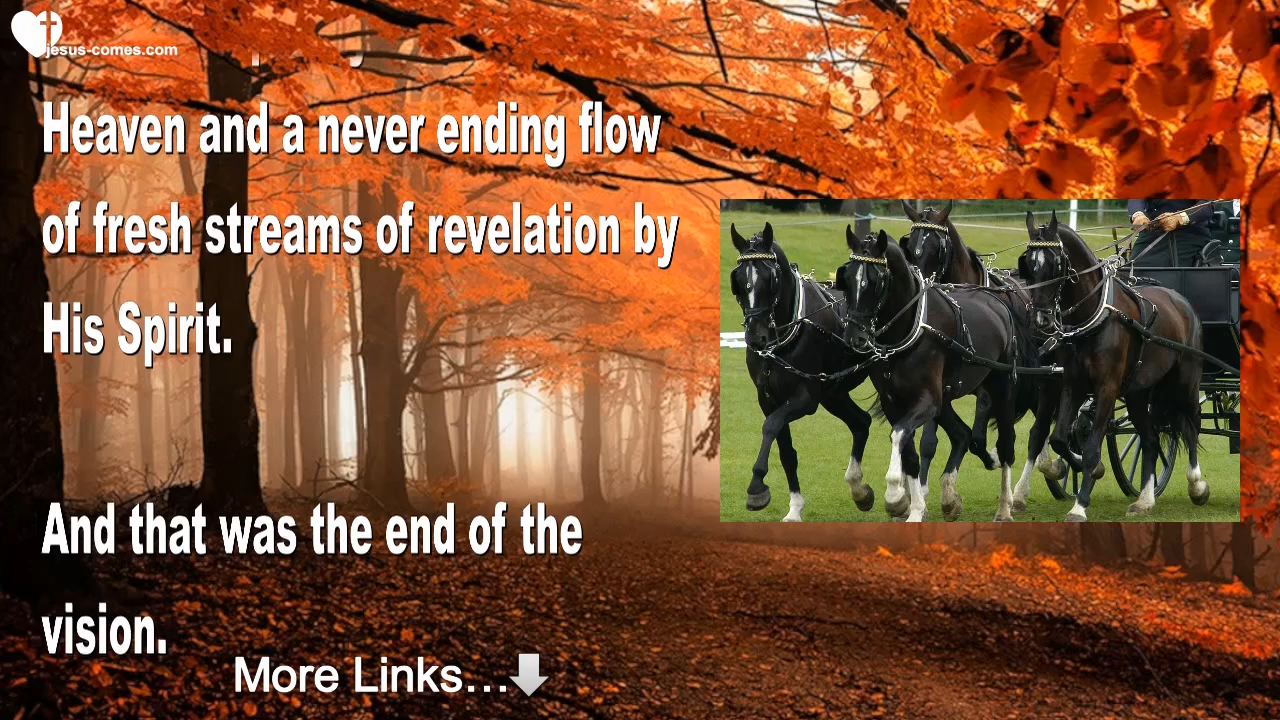 jesus-comes.com
Heaven and a never ending flow
of fresh streams of revelation by
His Spirit.
And that was the end of the
vision.
More Links...